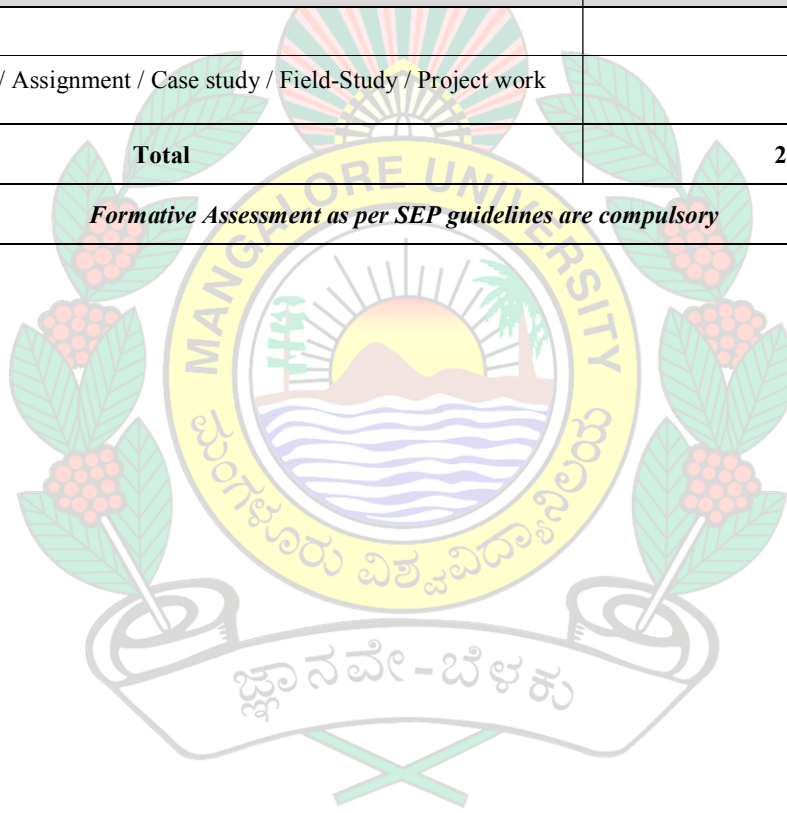 / Assignment / Case study / Field-Study / Project work
Total 2
Formative Assessment as per SEP guidelines are compulsory
MANGALORE UNIVERSITY
ಮಂಗಳೂರು ವಿಶ್ವವಿದ್ಯಾನಿಲಯ
ಜ್ಞಾನವೇ-ಬೆಳಕು